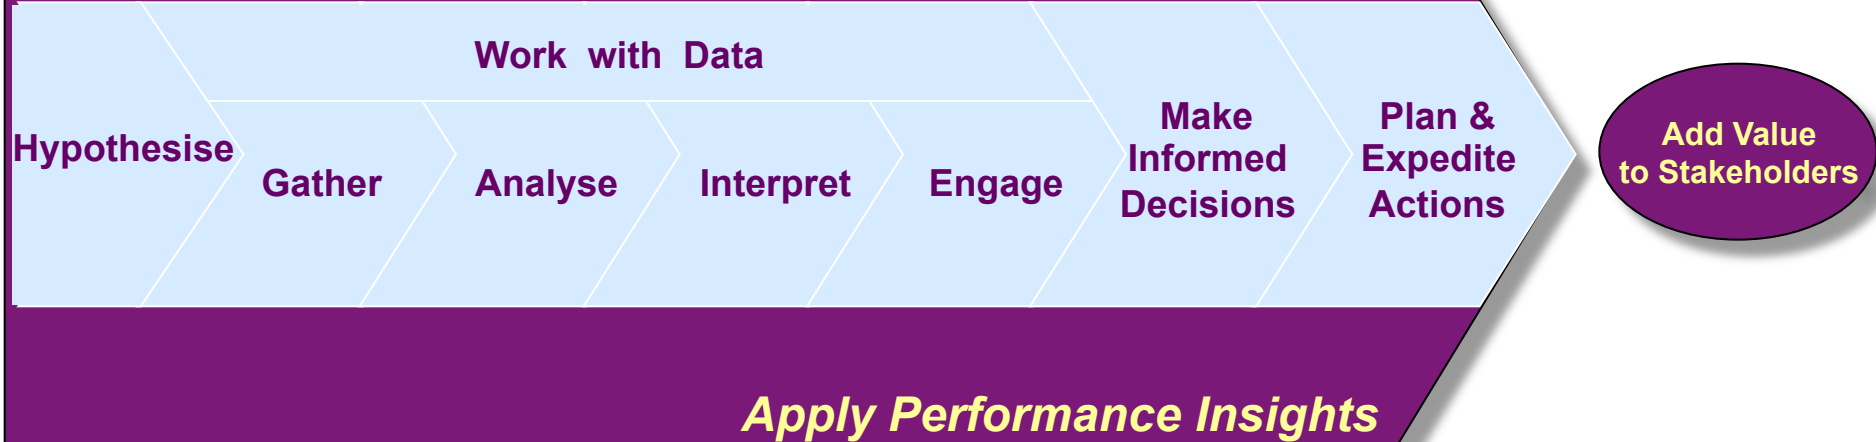 Work with Data
Hypothesise
Gather
Analyse
Interpret
Engage
Make
Informed
Decisions
Plan &
Expedite
Actions
Add Value
to Stakeholders
Apply Performance Insights